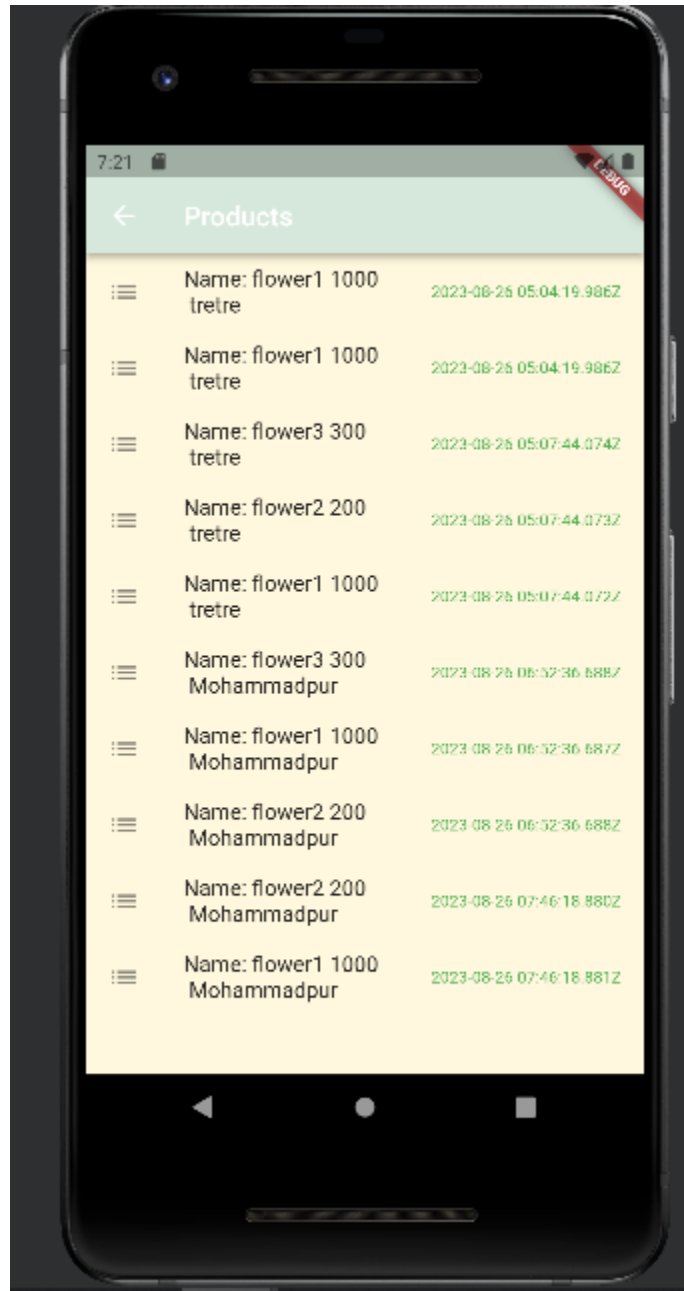 7:21
DEBUG
Products
Name: flower1 1000
tretre
2023-08-26 05:04:19.986Z
Name: flower1 1000
tretre
2023-08-26 05:04:19.986Z
Name: flower3 300
tretre
2023-08-26 05:07:44.074Z
Name: flower2 200
tretre
2023-08-26 05:07:44.073Z
Name: flower1 1000
tretre
2023-08-26 05:07:44.072Z
Name: flower3 300
Mohammadpur
2023-08-26 06:52:36.688Z
Name: flower1 1000
Mohammadpur
2023-08-26 06:52:36.687Z
Name: flower2 200
Mohammadpur
2023-08-26 06:52:36.688Z
Name: flower2 200
Mohammadpur
2023-08-26 07:46:18.880Z
Name: flower1 1000
Mohammadpur
2023-08-26 07:46:18.881Z